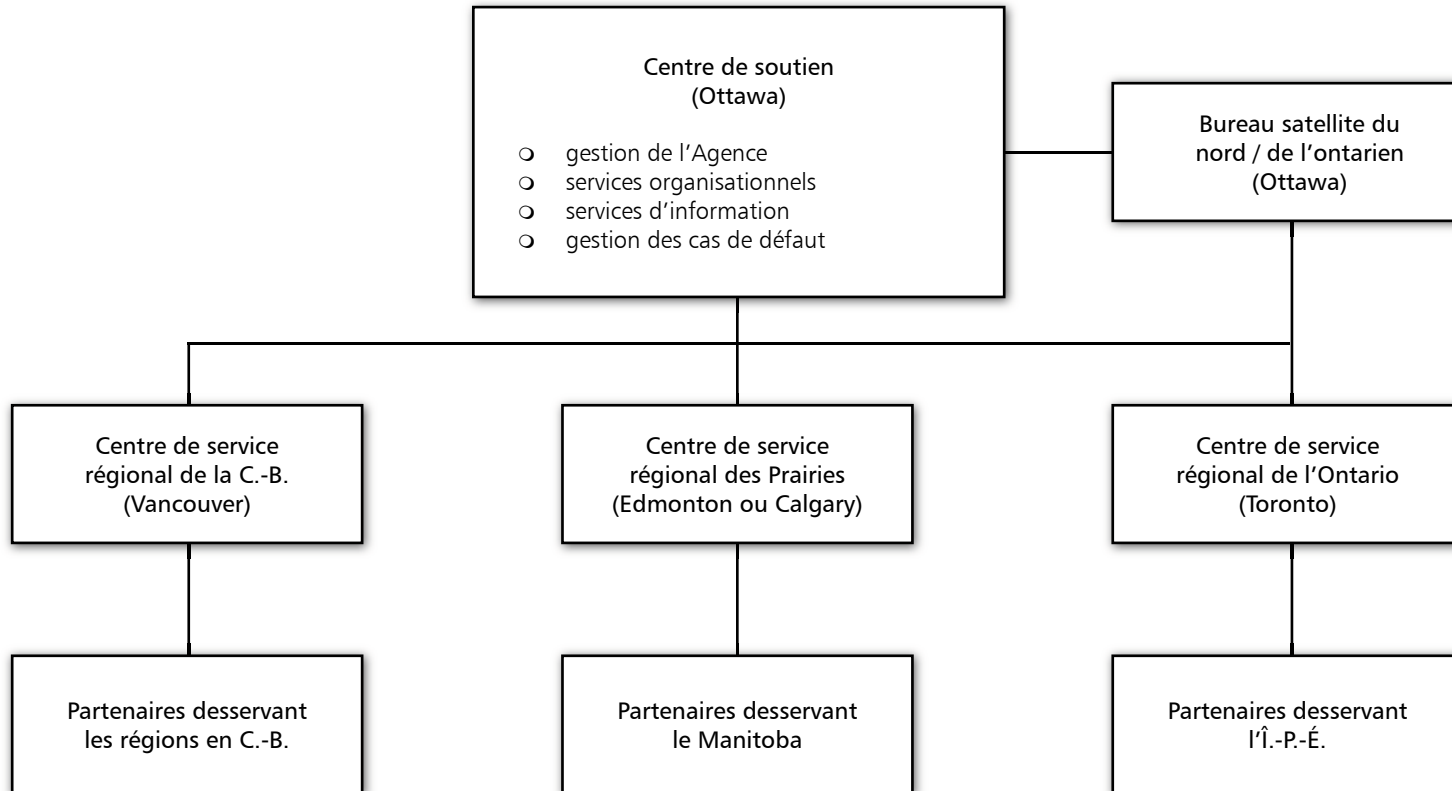 Centre de soutien
(Ottawa)
❍ gestion de l’Agence
❍ services organisationnels
❍ services d’information
❍ gestion des cas de défaut
Bureau satellite du
nord / de l’ontarien
(Ottawa)
Centre de service
régional de la C.-B.
(Vancouver)
Centre de service
régional des Prairies
(Edmonton ou Calgary)
Centre de service
régional de l’Ontario
(Toronto)
Partenaires desservant
les régions en C.-B.
Partenaires desservant
le Manitoba
Partenaires desservant
l’Î.-P.-É.